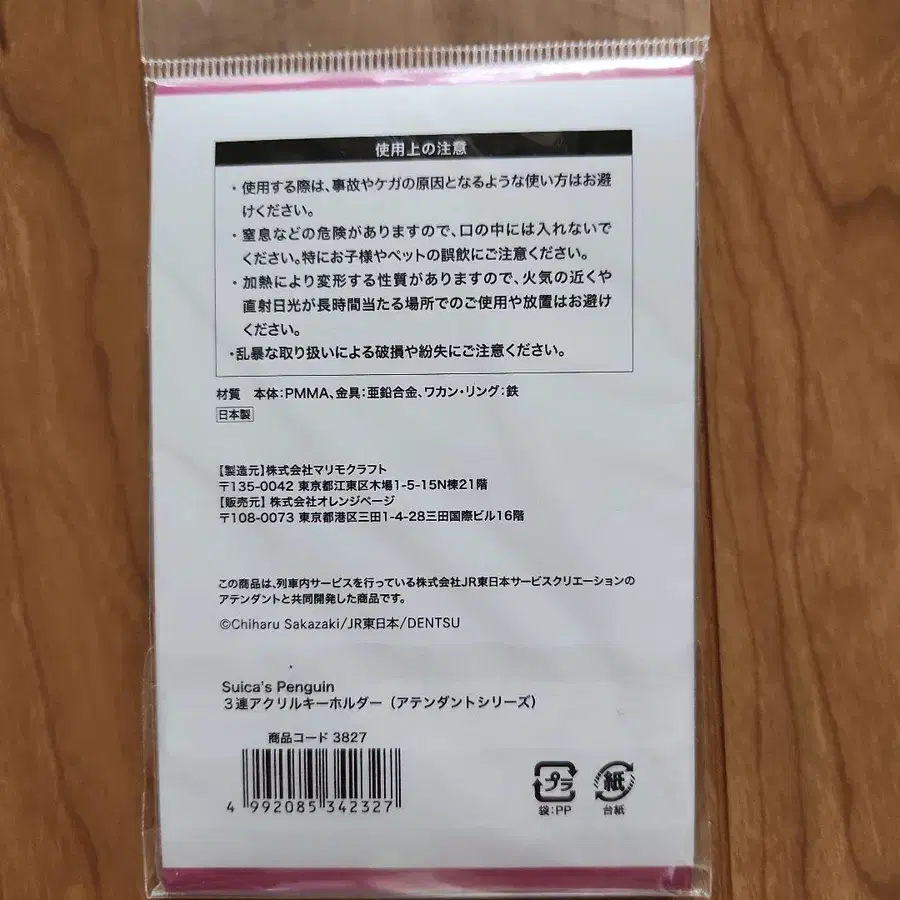 使用上の注意
・使用する際は、事故やケガの原因となるような使い方はお避
けください。
・窒息などの危険がありますので、口の中には入れないで
ください。特にお子様やペットの誤飲にご注意ください。
・加熱により変形する性質がありますので、火気の近くや
直射日光が長時間当たる場所でのご使用や放置はお避け
ください。
・乱暴な取り扱いによる破損や紛失にご注意ください。
材質 本体：PMMA、金具：亜鉛合金、ワカン・リング：鉄
日本製
【製造元】株式会社マリモクラフト
〒135-0042 東京都江東区木場1-5-15N棟21階
【販売元】 株式会社オレンジページ
〒108-0073 東京都港区三田1-4-28三田国際ビル16階
この商品は、列車内サービスを行っている株式会社JR東日本サービスクリエーションの
アテンダントと共同開発した商品です。
©Chiharu Sakazaki/JR東日本/DENTSU
Suica's Penguin
３連アクリルキーホルダー（アテンダントシリーズ）
商品コード 3827
4 992085 342327
プラ
袋：PP
紙
台紙